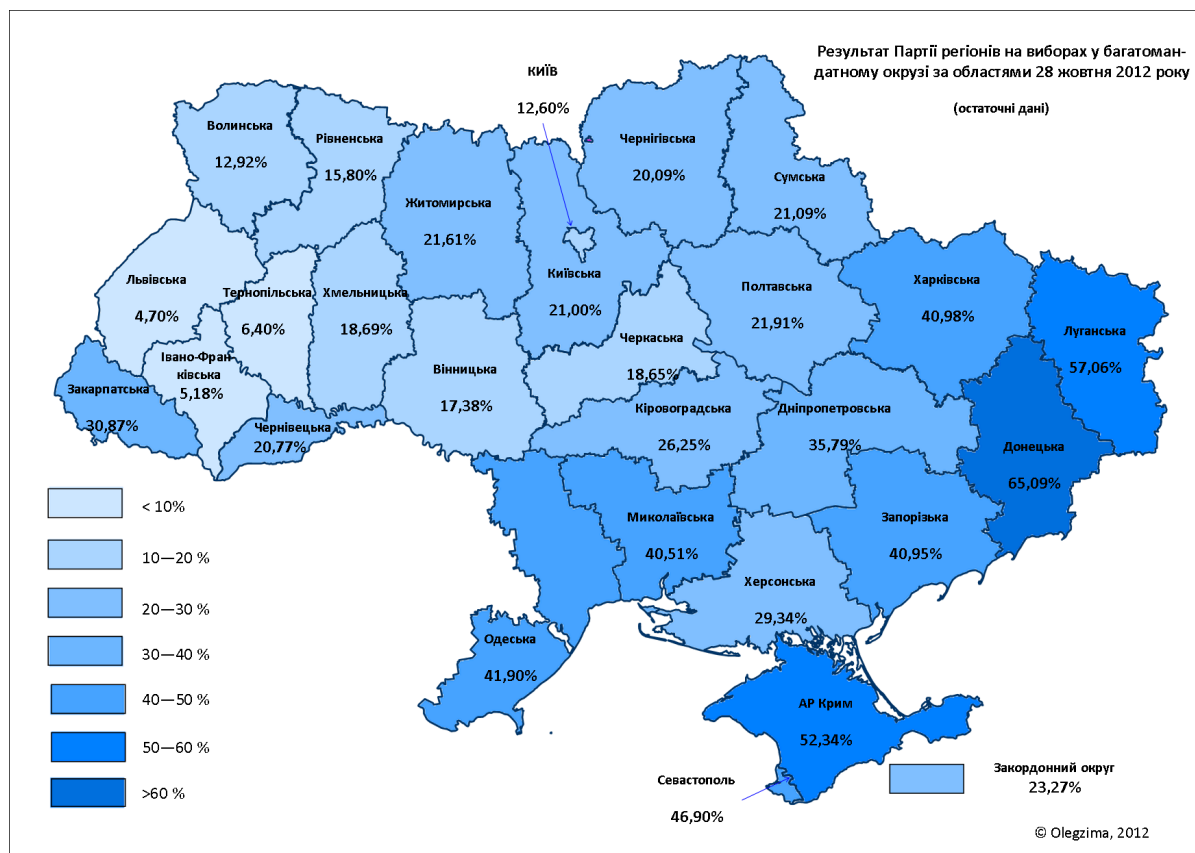 Результат Партії регіонів на виборах у багатоман-
датному окрузі за областями 28 жовтня 2012 року
(остаточні дані)
КИЇВ
12,60%
Волинська
12,92%
Рівненська
15,80%
Житомирська
21,61%
Чернігівська
20,09%
Сумська
21,09%
Київська
21,00%
Львівська
4,70%
Тернопільська
6,40%
Хмельницька
18,69%
Полтавська
21,91%
Харківська
40,98%
Луганська
57,06%
Івано-Фран
ківська
5,18%
Закарпатська
30,87%
Чернівецька
20,77%
Вінницька
17,38%
Черкаська
18,65%
Кіровоградська
26,25%
Дніпропетровська
35,79%
Донецька
65,09%
Миколаївська
40,51%
Запорізька
40,95%
Херсонська
29,34%
Одеська
41,90%
АР Крим
52,34%
Севастополь
46,90%
Закордонний округ
23,27%
< 10%
10—20 %
20—30 %
30—40 %
40—50 %
50—60 %
>60 %
© Olegzima, 2012